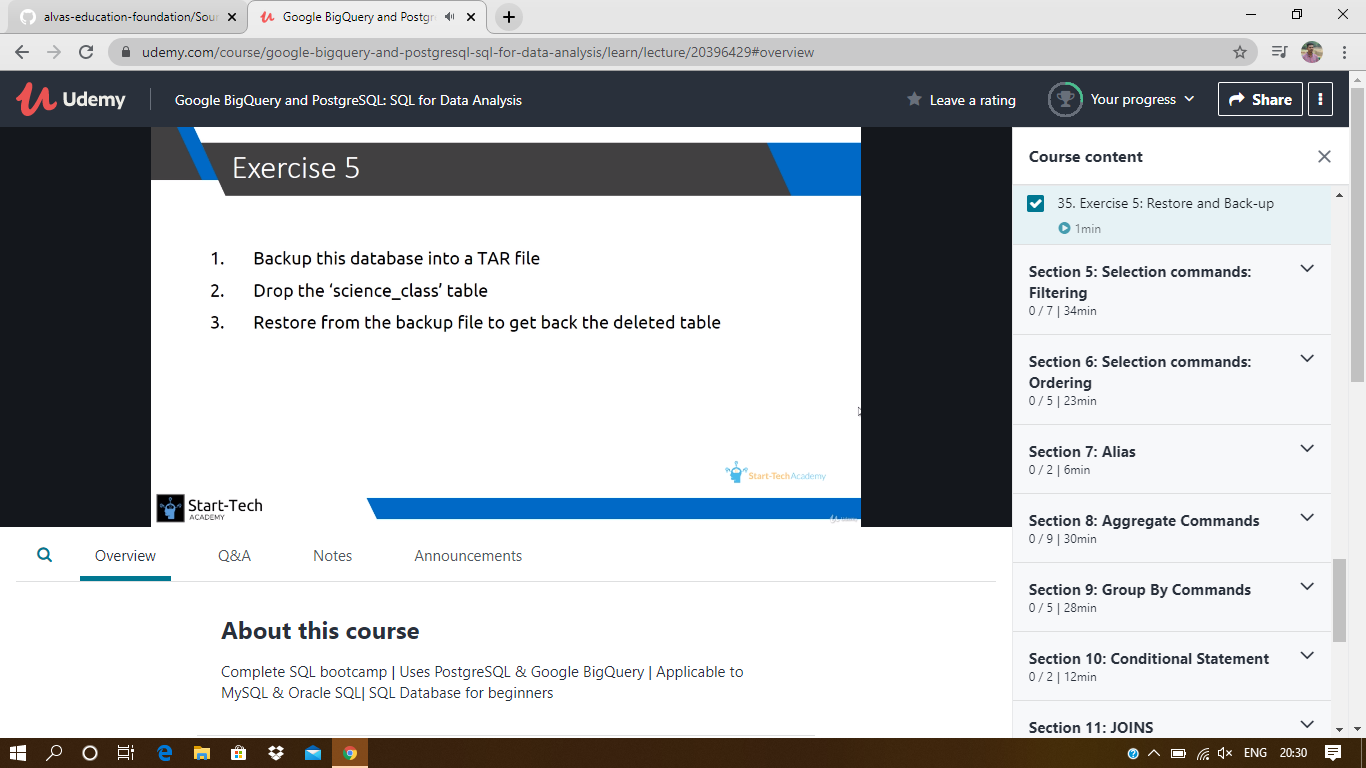 alvas-education-foundation/Sour
Google BigQuery and Postgr
udemy.com/course/google-bigquery-and-postgresql-sql-for-data-analysis/learn/lecture/20396429#overview
Udemy
Google BigQuery and PostgreSQL: SQL for Data Analysis
Leave a rating
Your progress
Share
Exercise 5
1. Backup this database into a TAR file
2. Drop the ‘science_class’ table
3. Restore from the backup file to get back the deleted table
Start-Tech Academy
Start-Tech
ACADEMY
Course content
35. Exercise 5: Restore and Back-up
1min
Section 5: Selection commands:
Filtering
0 / 7 | 34min
Section 6: Selection commands:
Ordering
0 / 5 | 23min
Section 7: Alias
0 / 2 | 6min
Section 8: Aggregate Commands
0 / 9 | 30min
Section 9: Group By Commands
0 / 5 | 28min
Section 10: Conditional Statement
0 / 2 | 12min
Section 11: JOINS
Overview
Q&A
Notes
Announcements
About this course
Complete SQL bootcamp | Uses PostgreSQL & Google BigQuery | Applicable to
MySQL & Oracle SQL| SQL Database for beginners
ENG
20:30